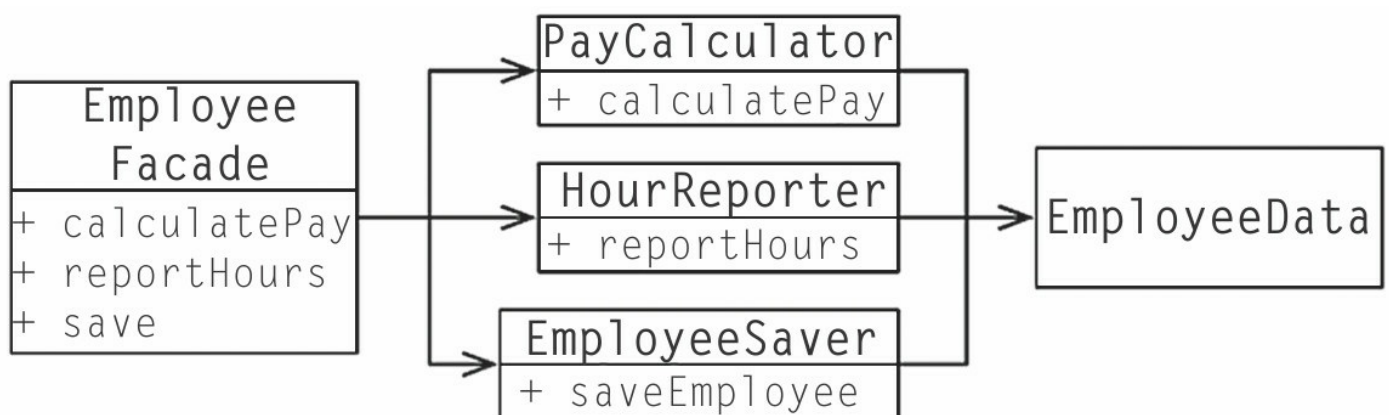 Employee
Facade
+ calculatePay
+ reportHours
+ save
PayCalculator
+ calculatePay
HourReporter
+ reportHours
EmployeeSaver
+ saveEmployee
EmployeeData